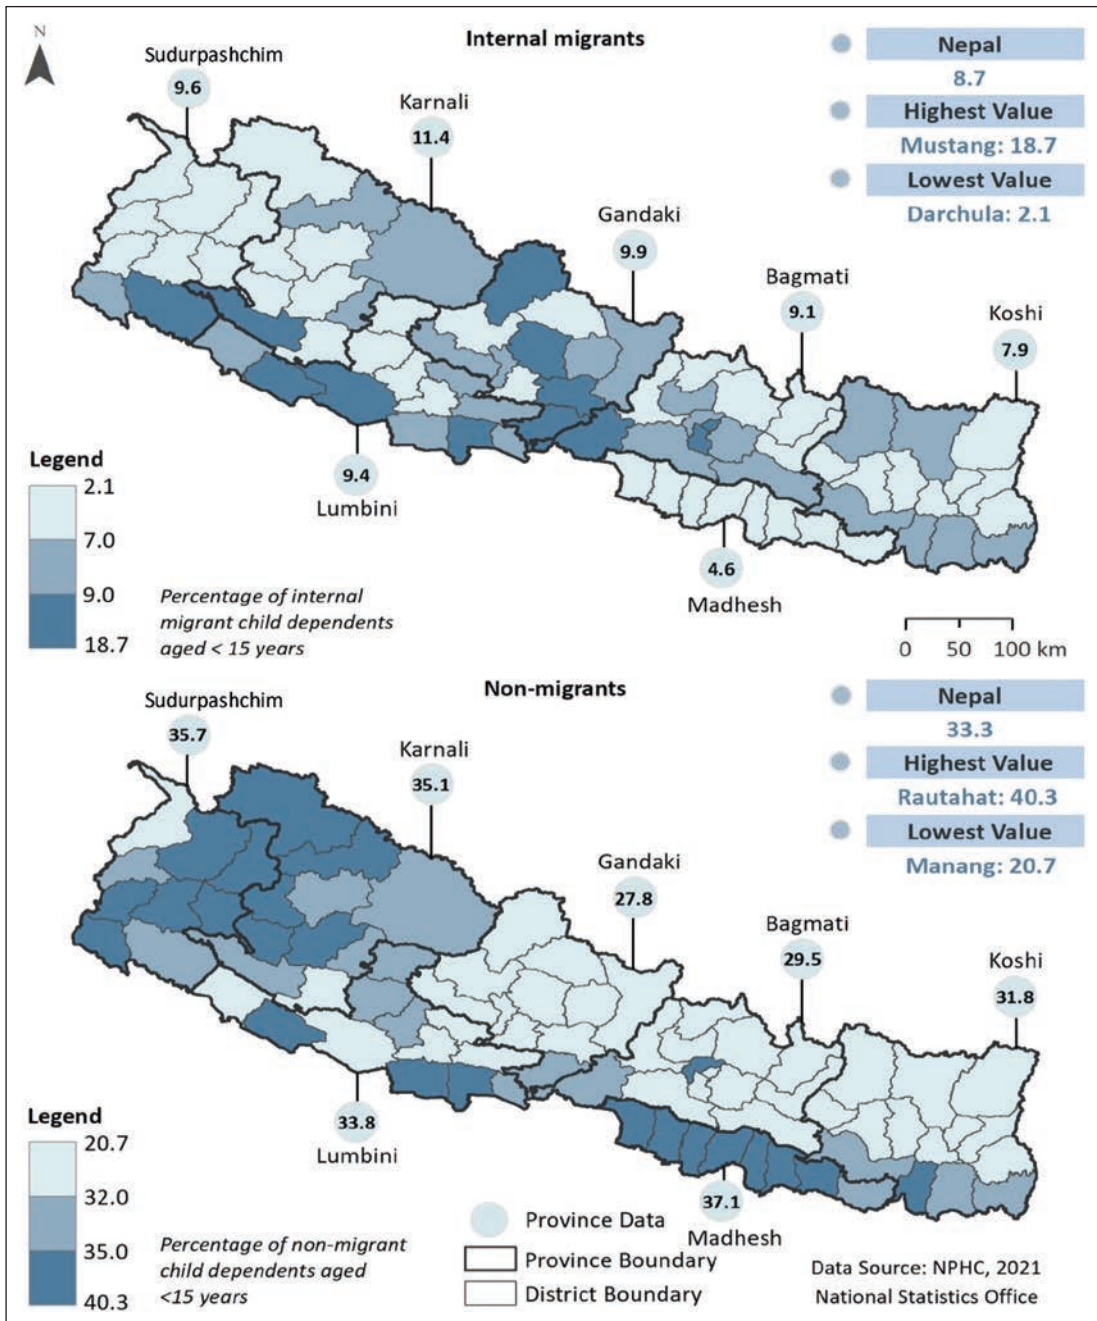 N
Internal migrants
Nepal
8.7
Highest Value
Mustang: 18.7
Lowest Value
Darchula: 2.1
Sudurpashchim
9.6
Karnali
11.4
Gandaki
9.9
Bagmati
9.1
Koshi
7.9
9.4
Lumbini
4.6
Madhesh
Legend
2.1
7.0
9.0
18.7
Percentage of internal
migrant child dependents
aged < 15 years
0 50 100 km
Non-migrants
Nepal
33.3
Highest Value
Rautahat: 40.3
Lowest Value
Manang: 20.7
Sudurpashchim
35.7
Karnali
35.1
Gandaki
27.8
Bagmati
29.5
Koshi
31.8
33.8
Lumbini
37.1
Madhesh
Legend
20.7
32.0
35.0
40.3
Percentage of non-migrant
child dependents aged
<15 years
Province Data
Province Boundary
District Boundary
Data Source: NPHC, 2021
National Statistics Office